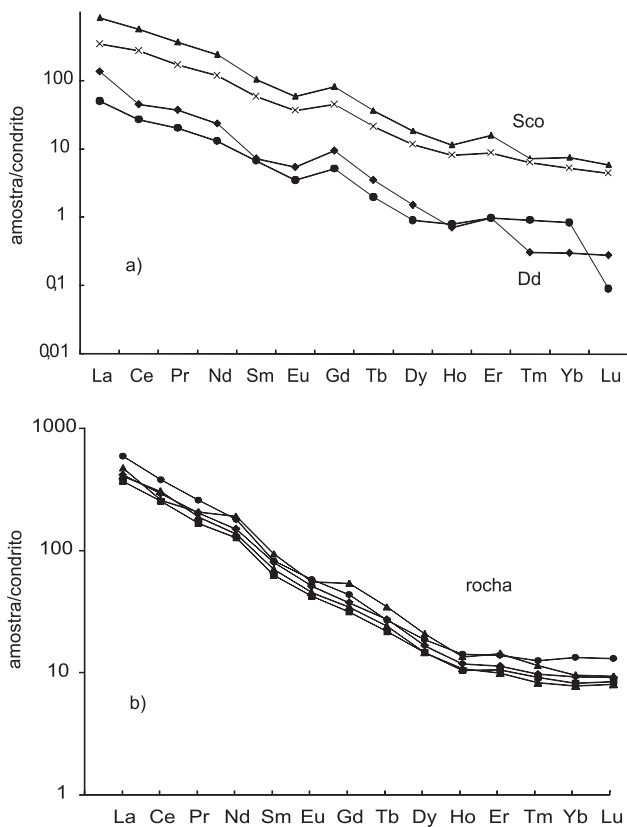 100
Sco
10
amostra/condrito
1
a)
0,1
Dd
0,01
La Ce Pr Nd Sm Eu Gd Tb Dy Ho Er Tm Yb Lu
1000
amostra/condrito
100
rocha
10
b)
1
La Ce Pr Nd Sm Eu Gd Tb Dy Ho Er Tm Yb Lu